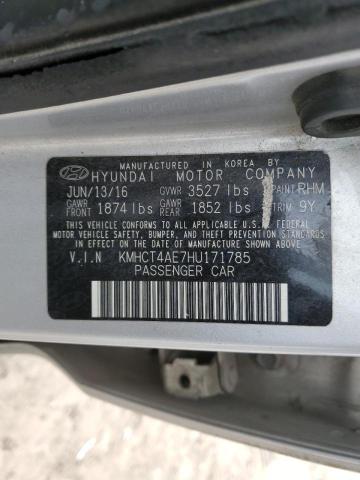 MANUFACTURED IN KOREA BY
HYUNDAI MOTOR COMPANY
JUN/13/16 GVWR 3527 lbs PAINT RHM
GAWR FRONT 1874 lbs GAWR REAR 1852 lbs TRIM 9Y
THIS VEHICLE CONFORMS TO ALL APPLICABLE U.S. FEDERAL
MOTOR VEHICLE SAFETY, BUMPER, AND THEFT PREVENTION STANDARDS
IN EFFECT ON THE DATE OF MANUFACTURE SHOWN ABOVE.
V.I.N KMHCT4AE7HU171785
PASSENGER CAR